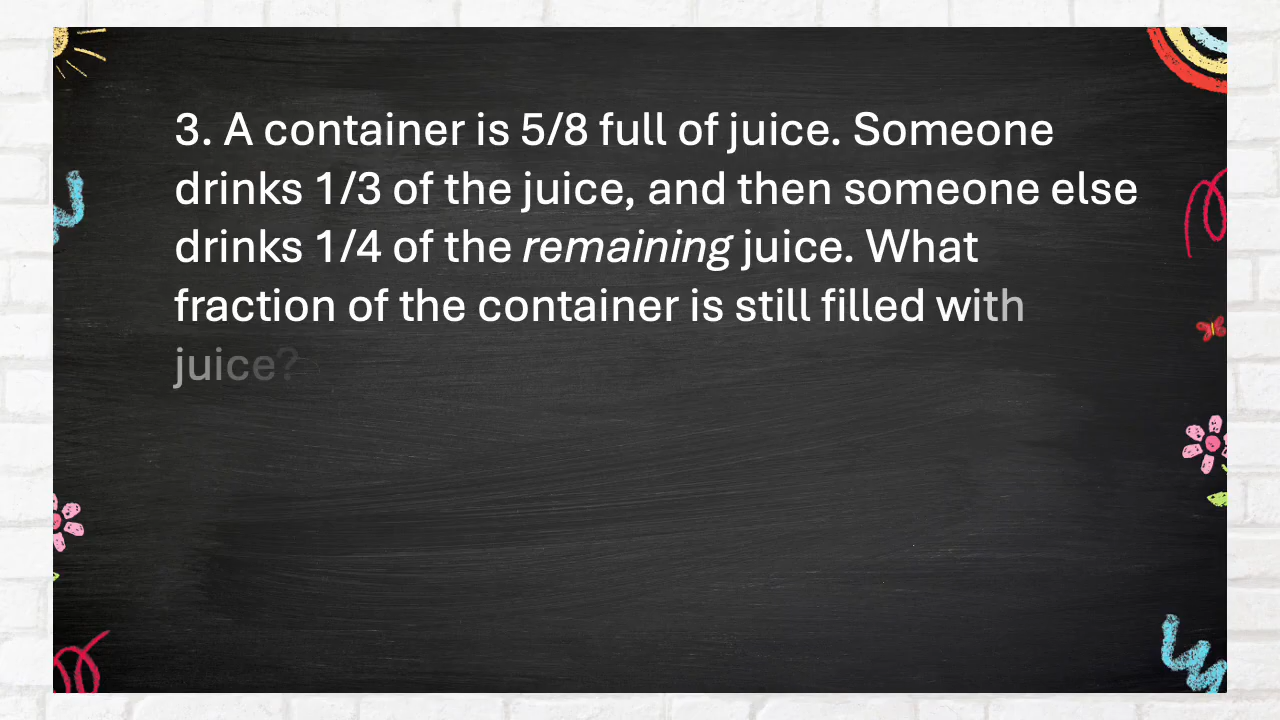 3. A container is 5/8 full of juice. Someone
drinks 1/3 of the juice, and then someone else
drinks 1/4 of the remaining juice. What
fraction of the container is still filled with
juice?